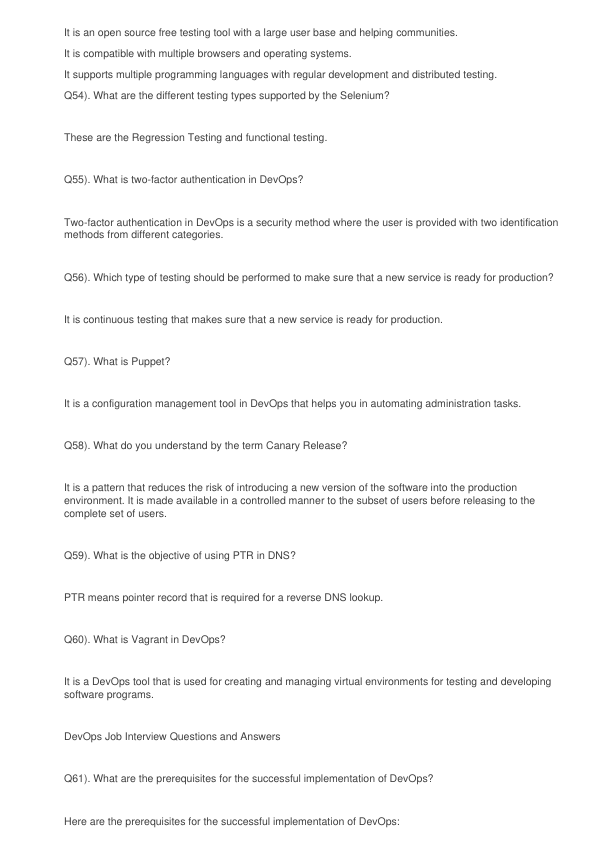 It is an open source free testing tool with a large user base and helping communities.
It is compatible with multiple browsers and operating systems.
It supports multiple programming languages with regular development and distributed testing.
Q54). What are the different testing types supported by the Selenium?
These are the Regression Testing and functional testing.
Q55). What is two-factor authentication in DevOps?
Two-factor authentication in DevOps is a security method where the user is provided with two identification
methods from different categories.
Q56). Which type of testing should be performed to make sure that a new service is ready for production?
It is continuous testing that makes sure that a new service is ready for production.
Q57). What is Puppet?
It is a configuration management tool in DevOps that helps you in automating administration tasks.
Q58). What do you understand by the term Canary Release?
It is a pattern that reduces the risk of introducing a new version of the software into the production
environment. It is made available in a controlled manner to the subset of users before releasing to the
complete set of users.
Q59). What is the objective of using PTR in DNS?
PTR means pointer record that is required for a reverse DNS lookup.
Q60). What is Vagrant in DevOps?
It is a DevOps tool that is used for creating and managing virtual environments for testing and developing
software programs.
DevOps Job Interview Questions and Answers
Q61). What are the prerequisites for the successful implementation of DevOps?
Here are the prerequisites for the successful implementation of DevOps: